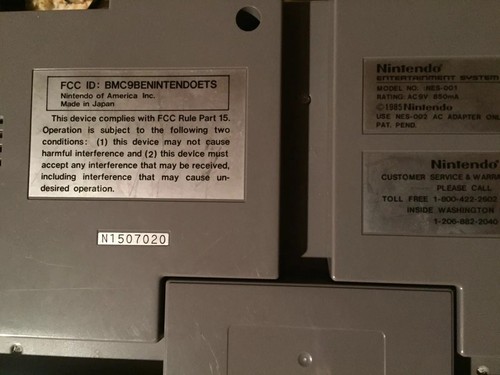 FCC ID: BMC9BENINTENDOETS
Nintendo of America Inc.
Made in Japan
This device complies with FCC Rule Part 15.
Operation is subject to the following two
conditions: (1) this device may not cause
harmful interference and (2) this device must
accept any interference that may be received,
including interference that may cause un-
desired operation.
N1507020
Nintendo
ENTERTAINMENT SYSTEM
MODEL NO. NES-001
RATING: AC9V 850mA
©1985 Nintendo
USE NES-002 AC ADAPTER ONL
PAT. PEND.
Nintendo
CUSTOMER SERVICE & WARRA
PLEASE CALL
TOLL FREE 1-800-422-2602
INSIDE WASHINGTON
1-206-882-2040